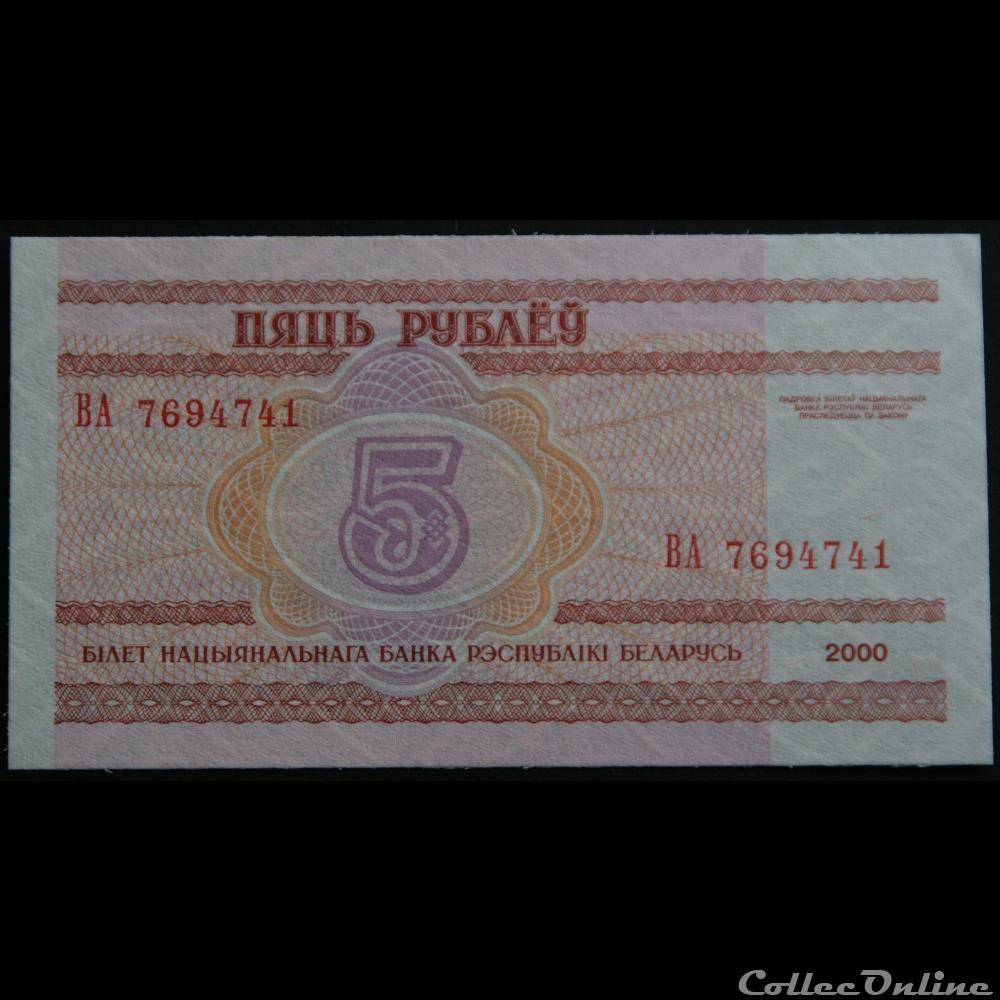 ПЯЦЬ РУБЛЁЎ
ВА 7694741
ПАДРОБКА БІЛЕТАЎ НАЦЫЯНАЛЬНАГА
БАНКА РЭСПУБЛІКІ БЕЛАРУСЬ
ПРАСЛЕДУЕЦЦА ПА ЗАКОНУ
5
ВА 7694741
БІЛЕТ НАЦЫЯНАЛЬНАГА БАНКА РЭСПУБЛІКІ БЕЛАРУСЬ 2000
CollecOnline